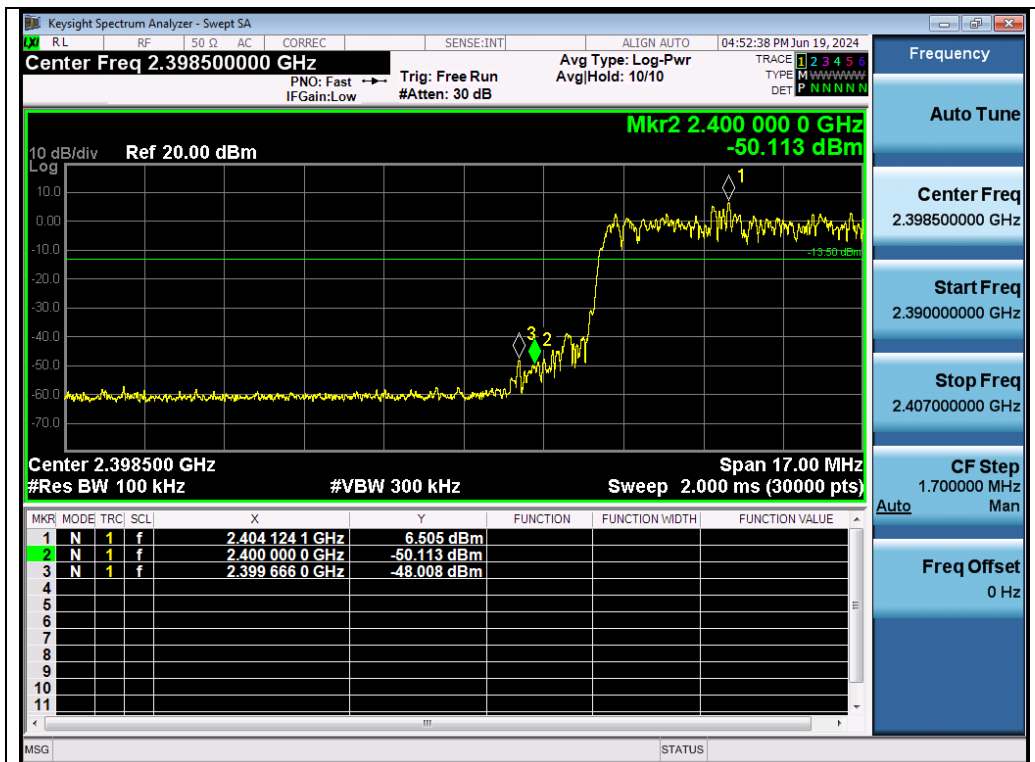 Keysight Spectrum Analyzer - Swept SA
LXI RL RF 50 Ω AC CORREC SENSE:INT ALIGN AUTO 04:52:38 PM Jun 19, 2024
Center Freq 2.398500000 GHz
PNO: Fast
IFGain:Low
Trig: Free Run
#Atten: 30 dB
Avg Type: Log-Pwr
Avg|Hold: 10/10
TRACE 1 2 3 4 5 6
TYPE M WWWWW
DET P N N N N N
Mkr2 2.400 000 0 GHz
-50.113 dBm
10 dB/div Ref 20.00 dBm
Log
10.0
0.00
-10.0
-20.0
-30.0
-40.0
-50.0
-60.0
-70.0
1
-13.50 dBm
3
2
Center 2.398500 GHz Span 17.00 MHz
#Res BW 100 kHz #VBW 300 kHz Sweep 2.000 ms (30000 pts)
MKR MODE TRC SCL X Y FUNCTION FUNCTION WIDTH FUNCTION VALUE
1 N 1 f 2.404 124 1 GHz 6.505 dBm
2 N 1 f 2.400 000 0 GHz -50.113 dBm
3 N 1 f 2.399 666 0 GHz -48.008 dBm
4
5
6
7
8
9
10
11
MSG STATUS
Frequency
Auto Tune
Center Freq
2.398500000 GHz
Start Freq
2.390000000 GHz
Stop Freq
2.407000000 GHz
CF Step
1.700000 MHz
Auto Man
Freq Offset
0 Hz